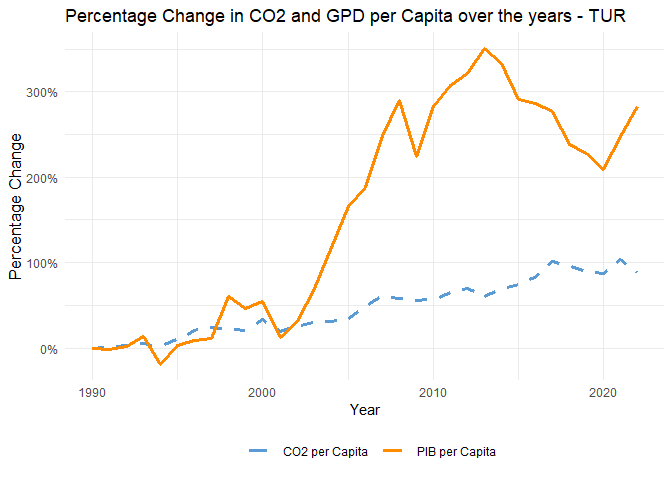 Percentage Change in CO2 and GPD per Capita over the years - TUR
Percentage Change
300%
200%
100%
0%
1990
2000
2010
2020
Year
CO2 per Capita
PIB per Capita